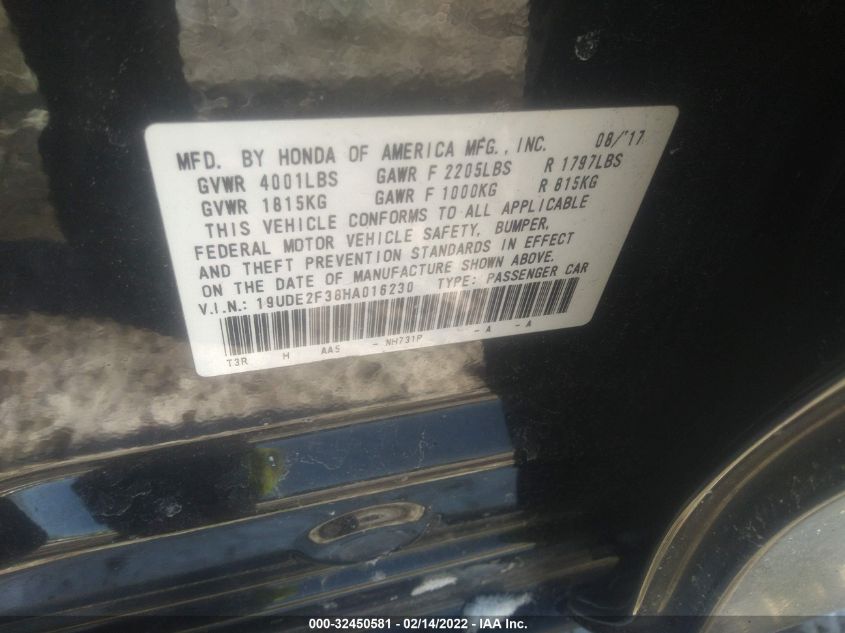 MFD. BY HONDA OF AMERICA MFG., INC. 08/'17
GVWR 4001LBS GAWR F 2205LBS R 1797LBS
GVWR 1815KG GAWR F 1000KG R 815KG
THIS VEHICLE CONFORMS TO ALL APPLICABLE
FEDERAL MOTOR VEHICLE SAFETY, BUMPER,
AND THEFT PREVENTION STANDARDS IN EFFECT
ON THE DATE OF MANUFACTURE SHOWN ABOVE.
V.I.N.: 19UDE2F38HA016230 TYPE: PASSENGER CAR
T3R H AAS - NH731P - A - A
000-32450581 - 02/14/2022 - IAA Inc.